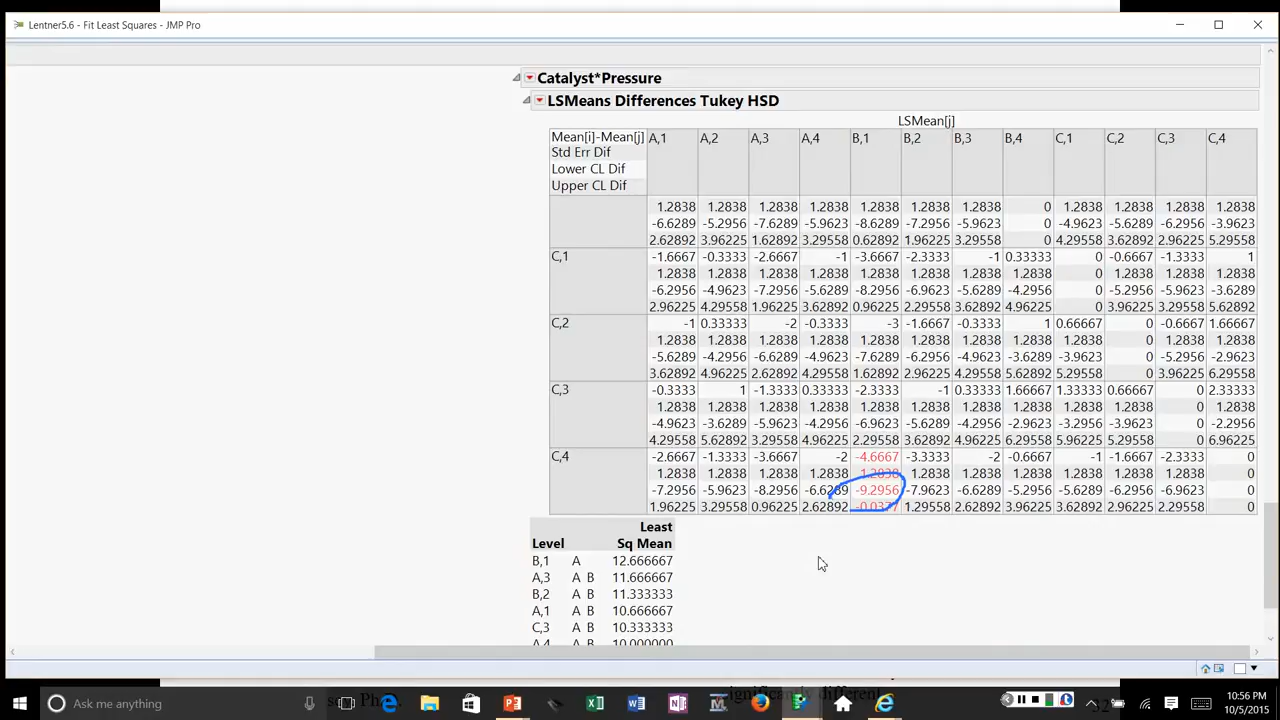 Lentner5.6 - Fit Least Squares - JMP Pro
Catalyst*Pressure
LSMeans Differences Tukey HSD
LSMean[j]
Mean[i]-Mean[j] A,1 A,2 A,3 A,4 B,1 B,2 B,3 B,4 C,1 C,2 C,3 C,4
Std Err Dif
Lower CL Dif
Upper CL Dif
1.2838 1.2838 1.2838 1.2838 1.2838 1.2838 1.2838 0 1.2838 1.2838 1.2838 1.2838
-6.6289 -5.2956 -7.6289 -5.9623 -8.6289 -7.2956 -5.9623 0 -4.9623 -5.6289 -6.2956 -3.9623
2.62892 3.96225 1.62892 3.29558 0.62892 1.96225 3.29558 0 4.29558 3.62892 2.96225 5.29558
C,1 -1.6667 -0.3333 -2.6667 -1 -3.6667 -2.3333 -1 0.33333 0 -0.6667 -1.3333 1
1.2838 1.2838 1.2838 1.2838 1.2838 1.2838 1.2838 1.2838 0 1.2838 1.2838 1.2838
-6.2956 -4.9623 -7.2956 -5.6289 -8.2956 -6.9623 -5.6289 -4.2956 0 -5.2956 -5.9623 -3.6289
2.96225 4.29558 1.96225 3.62892 0.96225 2.29558 3.62892 4.96225 0 3.96225 3.29558 5.62892
C,2 -1 0.33333 -2 -0.3333 -3 -1.6667 -0.3333 1 0.66667 0 -0.6667 1.66667
1.2838 1.2838 1.2838 1.2838 1.2838 1.2838 1.2838 1.2838 1.2838 0 1.2838 1.2838
-5.6289 -4.2956 -6.6289 -4.9623 -7.6289 -6.2956 -4.9623 -3.6289 -3.9623 0 -5.2956 -2.9623
3.62892 4.96225 2.62892 4.29558 1.62892 2.96225 4.29558 5.62892 5.29558 0 3.96225 6.29558
C,3 -0.3333 1 -1.3333 0.33333 -2.3333 -1 0.33333 1.66667 1.33333 0.66667 0 2.33333
1.2838 1.2838 1.2838 1.2838 1.2838 1.2838 1.2838 1.2838 1.2838 1.2838 0 1.2838
-4.9623 -3.6289 -5.9623 -4.2956 -6.9623 -5.6289 -4.2956 -2.9623 -3.2956 -3.9623 0 -2.2956
4.29558 5.62892 3.29558 4.96225 2.29558 3.62892 4.96225 6.29558 5.96225 5.29558 0 6.96225
C,4 -2.6667 -1.3333 -3.6667 -2 -4.6667 -3.3333 -2 -0.6667 -1 -1.6667 -2.3333 0
1.2838 1.2838 1.2838 1.2838 1.2838 1.2838 1.2838 1.2838 1.2838 1.2838 1.2838 0
-7.2956 -5.9623 -8.2956 -6.6289 -9.2956 -7.9623 -6.6289 -5.2956 -5.6289 -6.2956 -6.9623 0
1.96225 3.29558 0.96225 2.62892 -0.0377 1.29558 2.62892 3.96225 3.62892 2.96225 2.29558 0
Least
Level Sq Mean
B,1 A 12.666667
A,3 A B 11.666667
B,2 A B 11.333333
A,1 A B 10.666667
C,3 A B 10.333333
A,4 A B 10.000000
Ph
significantly different
32
Ask me anything
10:56 PM
10/5/2015